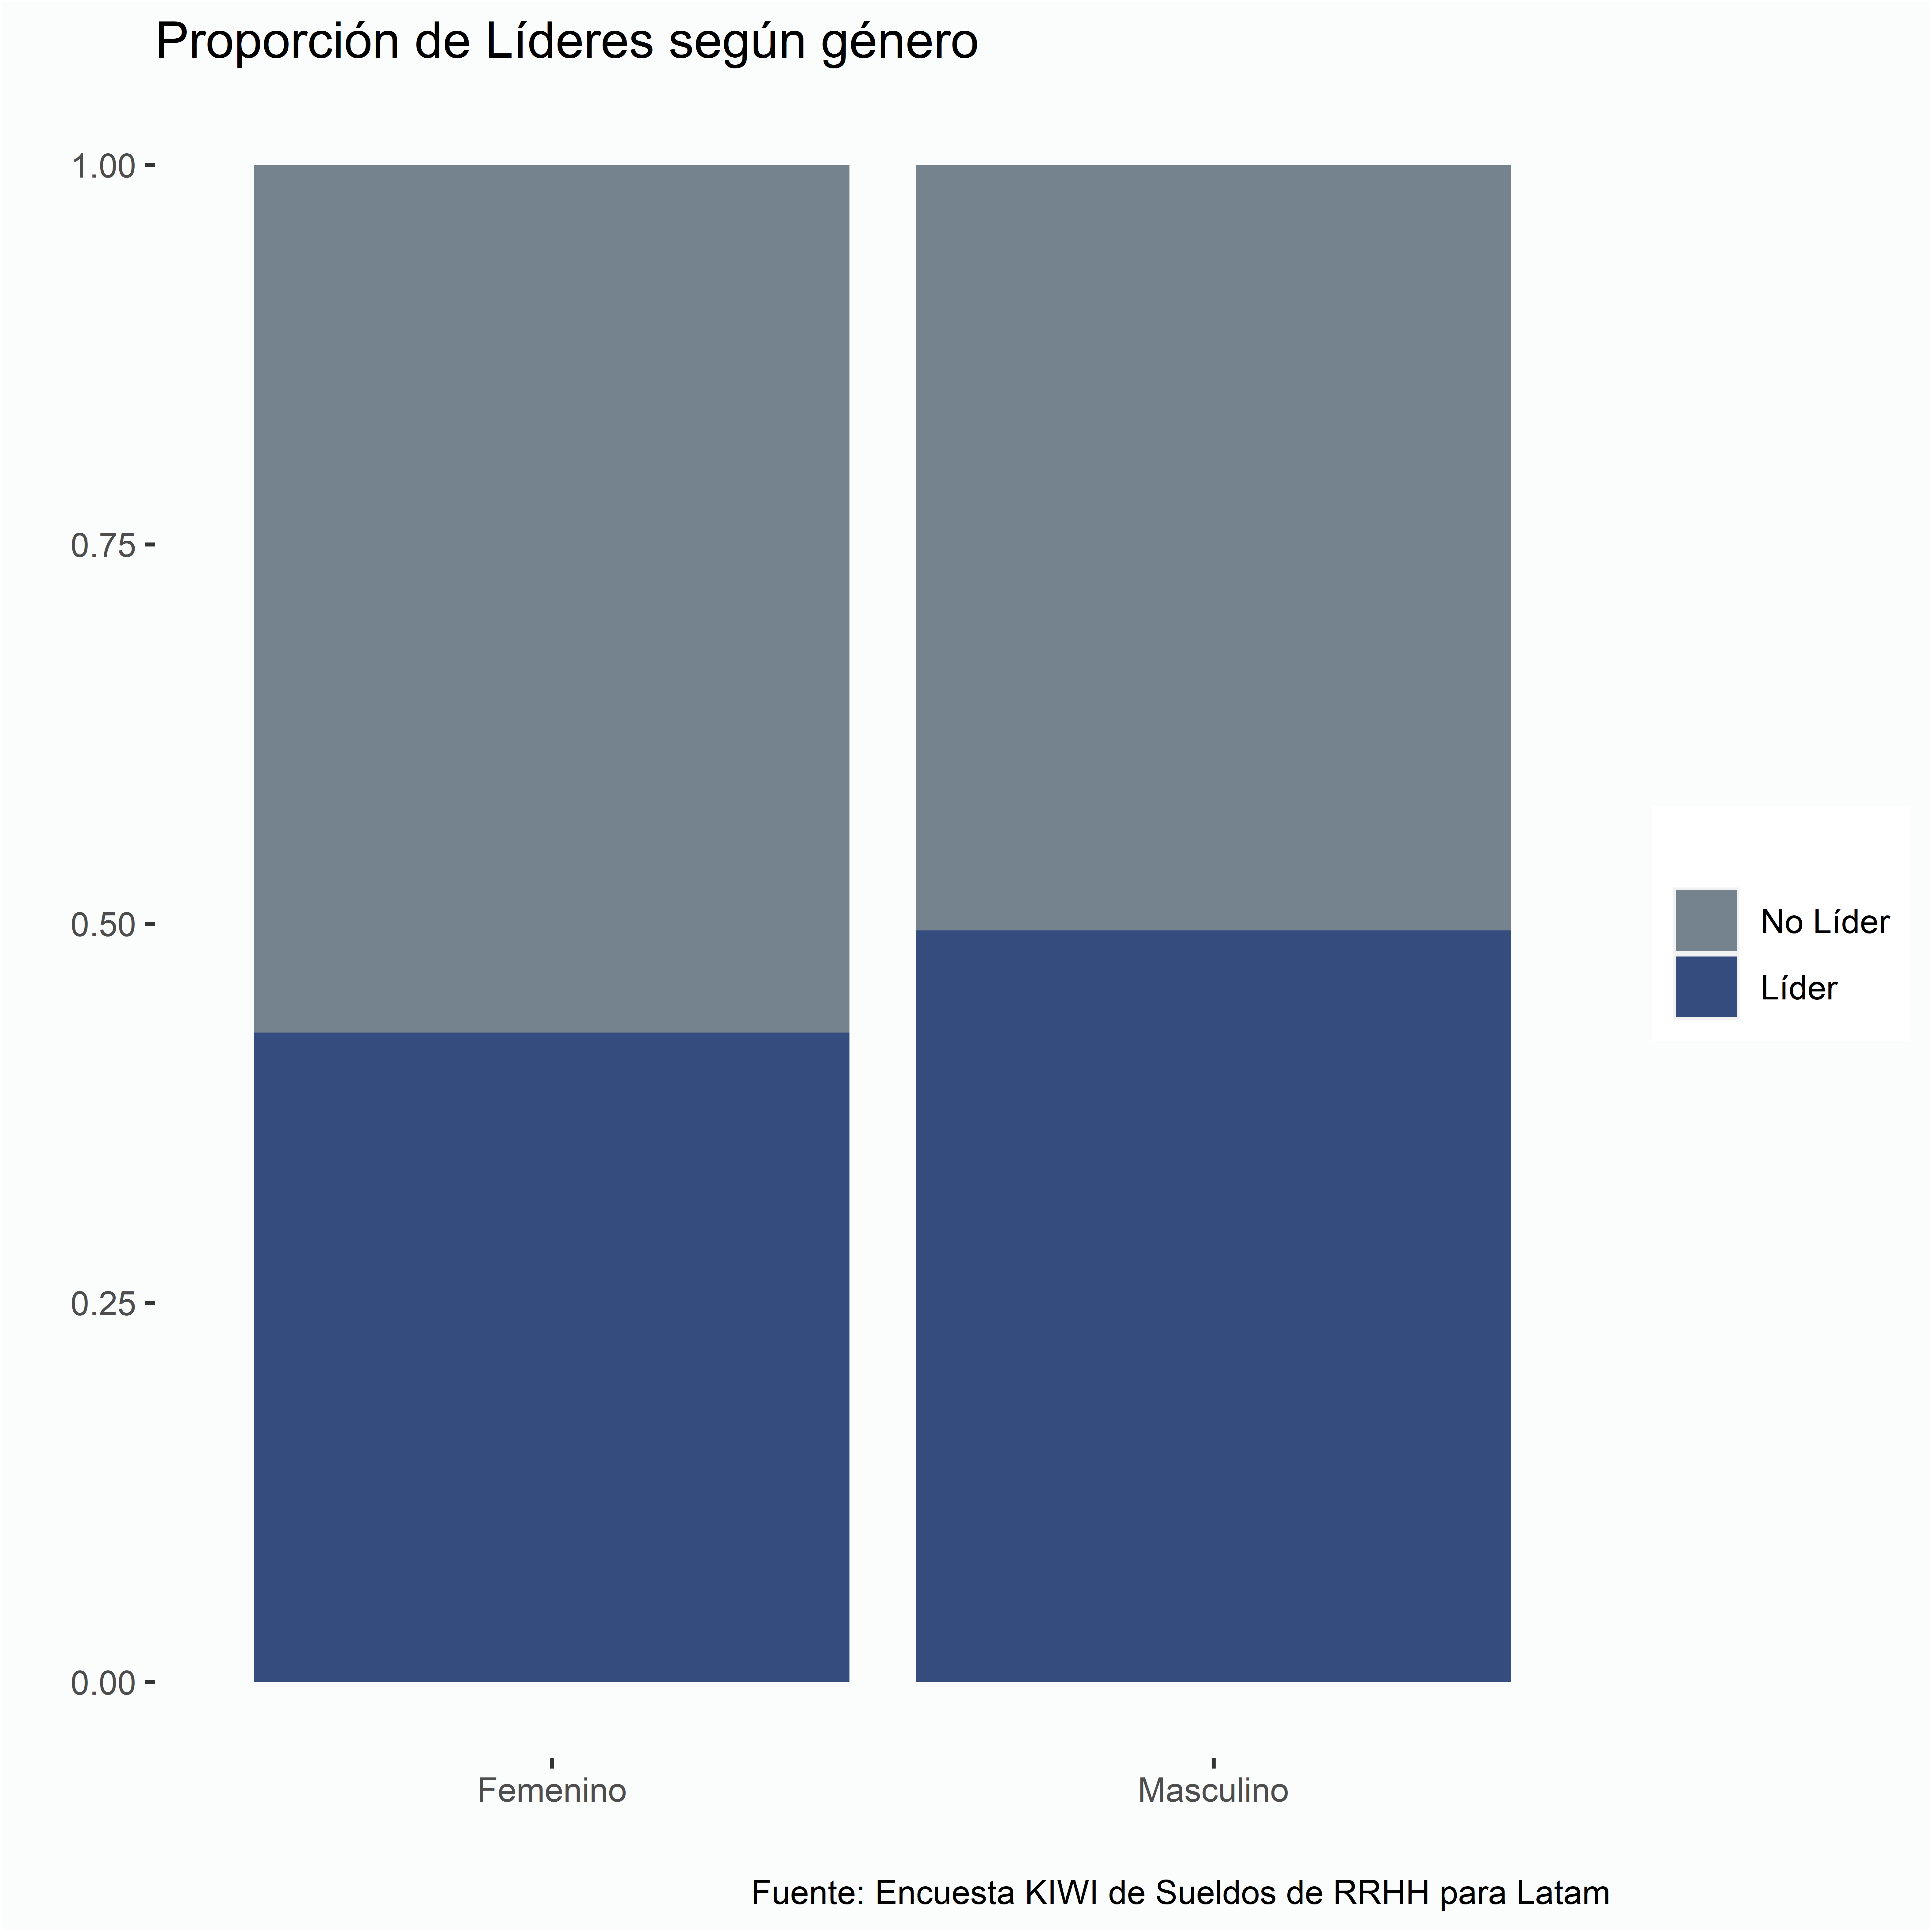 Proporción de Líderes según género
1.00
0.75
0.50
0.25
0.00
Femenino
Masculino
No Líder
Líder
Fuente: Encuesta KIWI de Sueldos de RRHH para Latam